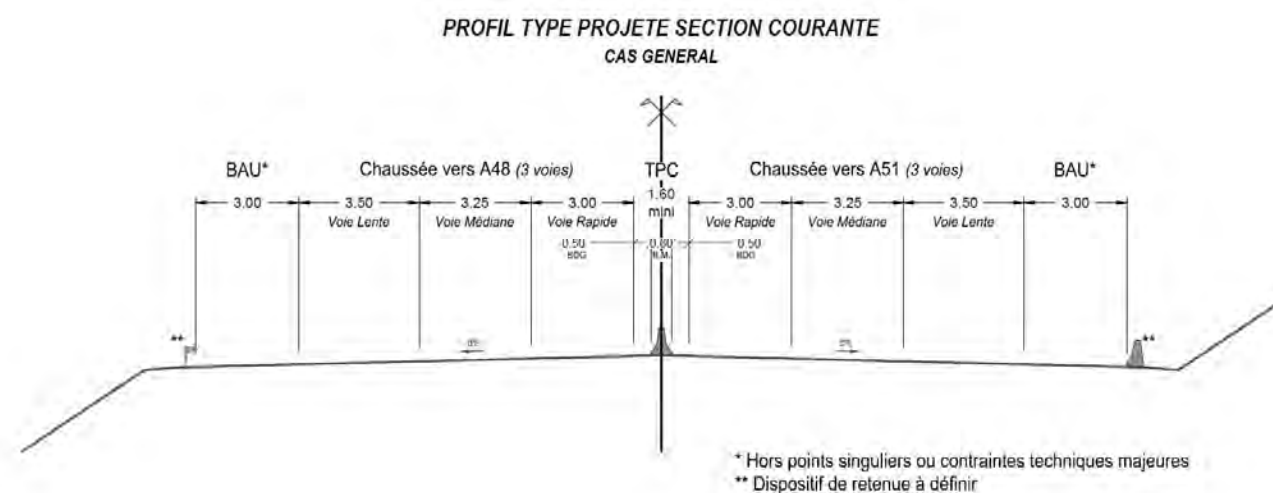 PROFIL TYPE PROJETE SECTION COURANTE
CAS GENERAL
BAU* Chaussée vers A48 (3 voies) TPC Chaussée vers A51 (3 voies) BAU*
3.00 3.50 3.25 3.00 1.60 3.00 3.25 3.50 3.00
Voie Lente Voie Médiane Voie Rapide mini Voie Rapide Voie Médiane Voie Lente
0.50 0.60 0.50
BDG BDG
** **
* Hors points singuliers ou contraintes techniques majeures
** Dispositif de retenue à définir